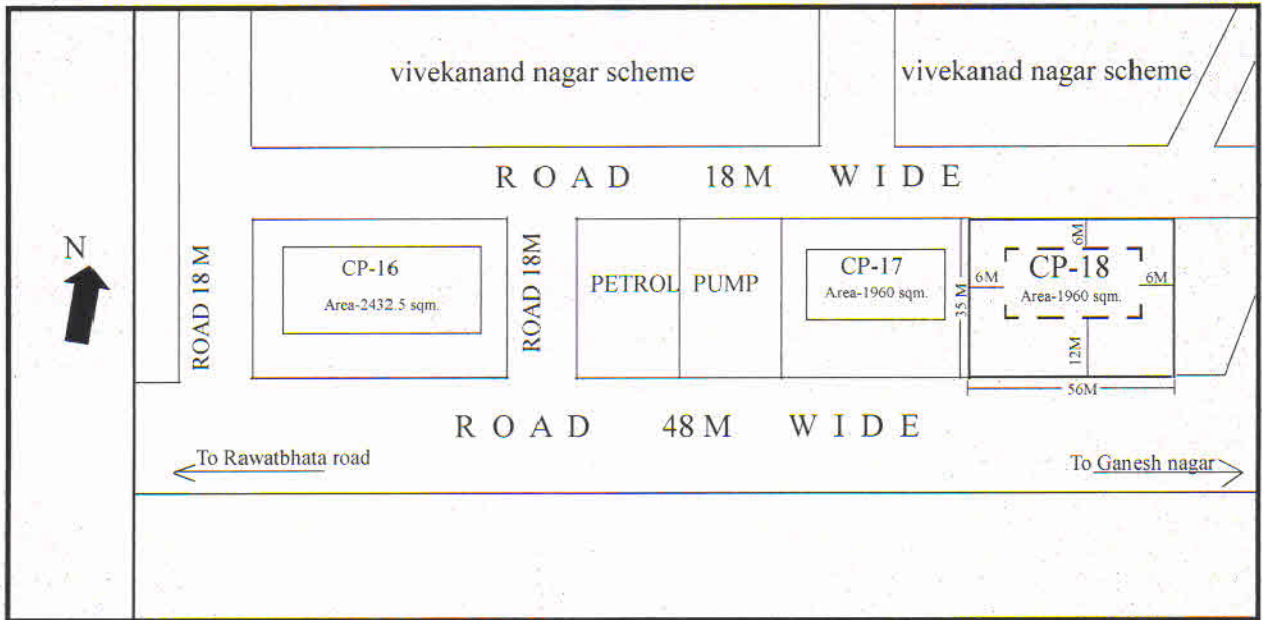 vivekanand nagar scheme
vivekanad nagar scheme
ROAD 18M WIDE
N
ROAD 18 M
CP-16
Area-2432.5 sqm.
ROAD 18M
PETROL PUMP
CP-17
Area-1960 sqm.
35 M
6M
6M
CP-18
Area-1960 sqm.
6M
12M
56M
ROAD 48 M WIDE
To Rawatbhata road
To Ganesh nagar